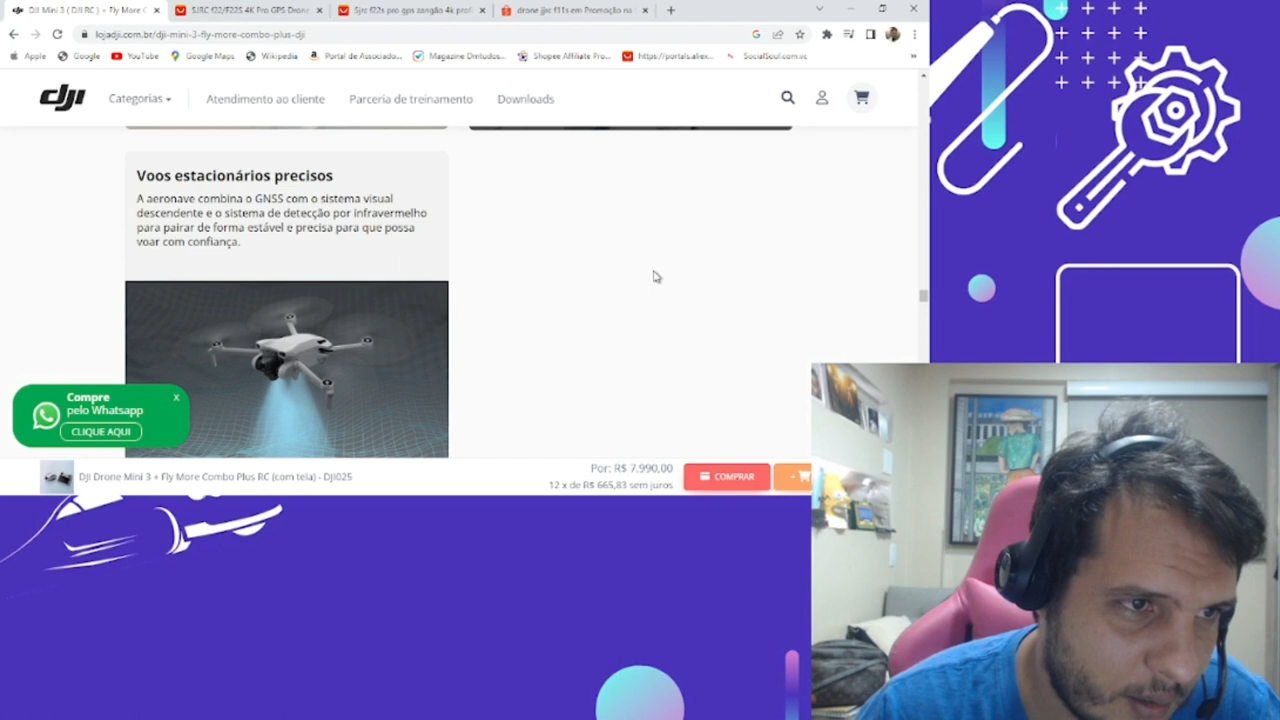 DJI Mini 3 ( DJI RC ) + Fly More C
SJRC f22/F22S 4K Pro GPS Drone
Sjrc f22s pro gps zangão 4k profi
drone jjrc f11s em Promoção na
lojadji.com.br/dji-mini-3-fly-more-combo-plus-dji
Apple
Google
YouTube
Google Maps
Wikipedia
Portal de Associado...
Magazine Dmtudos...
Shopee Affiliate Pro...
https://portals.aliex...
SocialSoul.com.vc
dji
Categorias
Atendimento ao cliente
Parceria de treinamento
Downloads
Voos estacionários precisos
A aeronave combina o GNSS com o sistema visual
descendente e o sistema de detecção por infravermelho
para pairar de forma estável e precisa para que possa
voar com confiança.
Compre
pelo Whatsapp
X
CLIQUE AQUI
DJI Drone Mini 3 + Fly More Combo Plus RC (com tela) - DJI025
Por: R$ 7.990,00
12 x de R$ 665,83 sem juros
COMPRAR